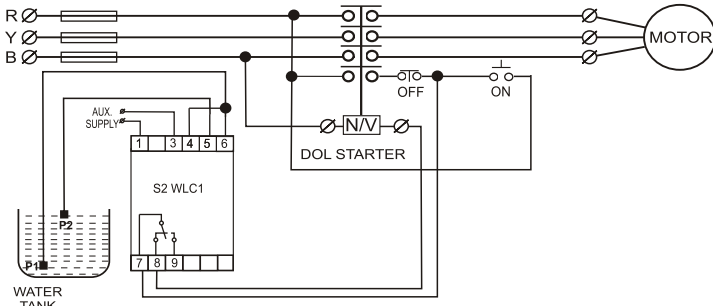 R
Y
B
MOTOR
OFF
ON
AUX.
SUPPLY
N/V
DOL STARTER
1 3 4 5 6
S2 WLC1
P2
P1
7 8 9
WATER
TANK